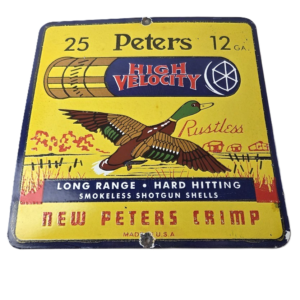 25 Peters 12 GA.
HIGH
VELOCITY
Rustless
LONG RANGE • HARD HITTING
SMOKELESS SHOTGUN SHELLS
NEW PETERS CRIMP
MADE IN U.S.A